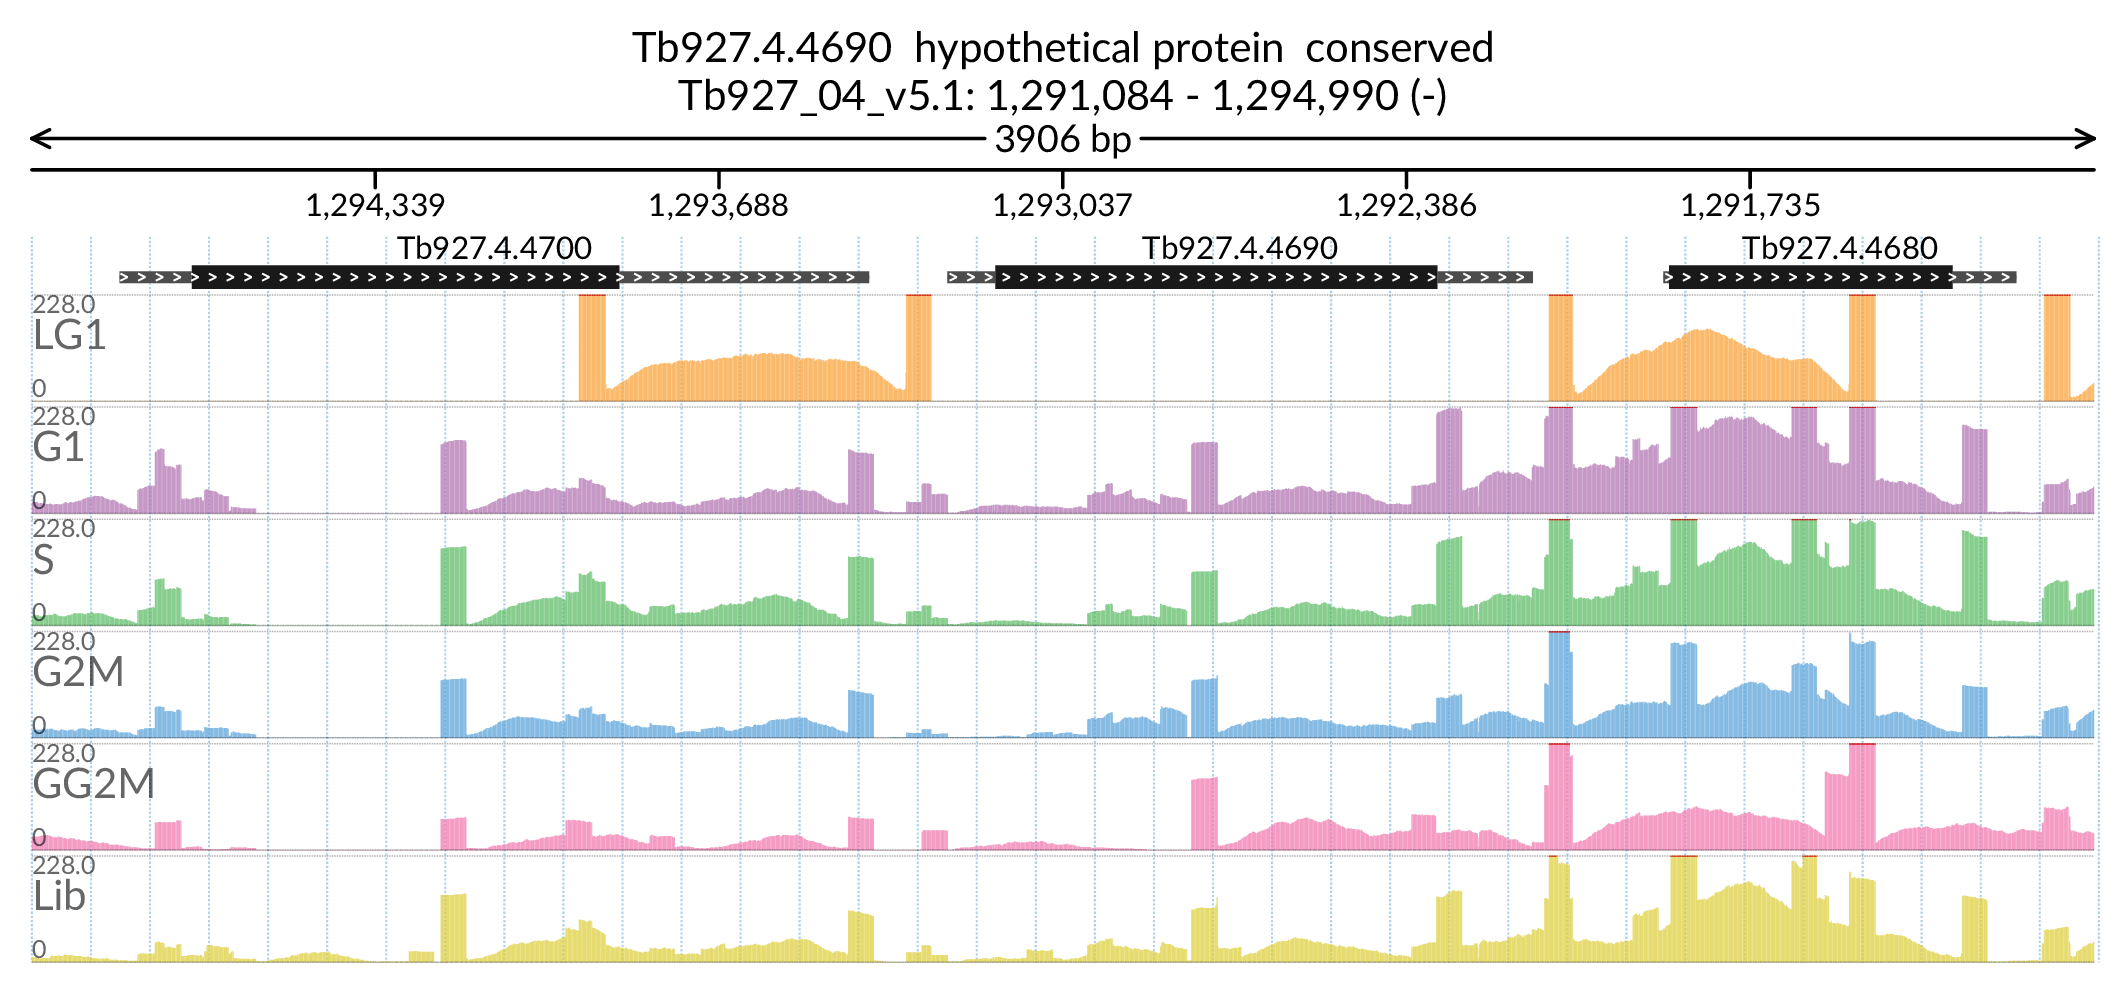 Tb927.4.4690 hypothetical protein conserved
Tb927_04_v5.1: 1,291,084 - 1,294,990 (-)
3906 bp
1,294,339 1,293,688 1,293,037 1,292,386 1,291,735
Tb927.4.4700 Tb927.4.4690 Tb927.4.4680
228.0
LG1
0
228.0
G1
0
228.0
S
0
228.0
G2M
0
228.0
GG2M
0
228.0
Lib
0